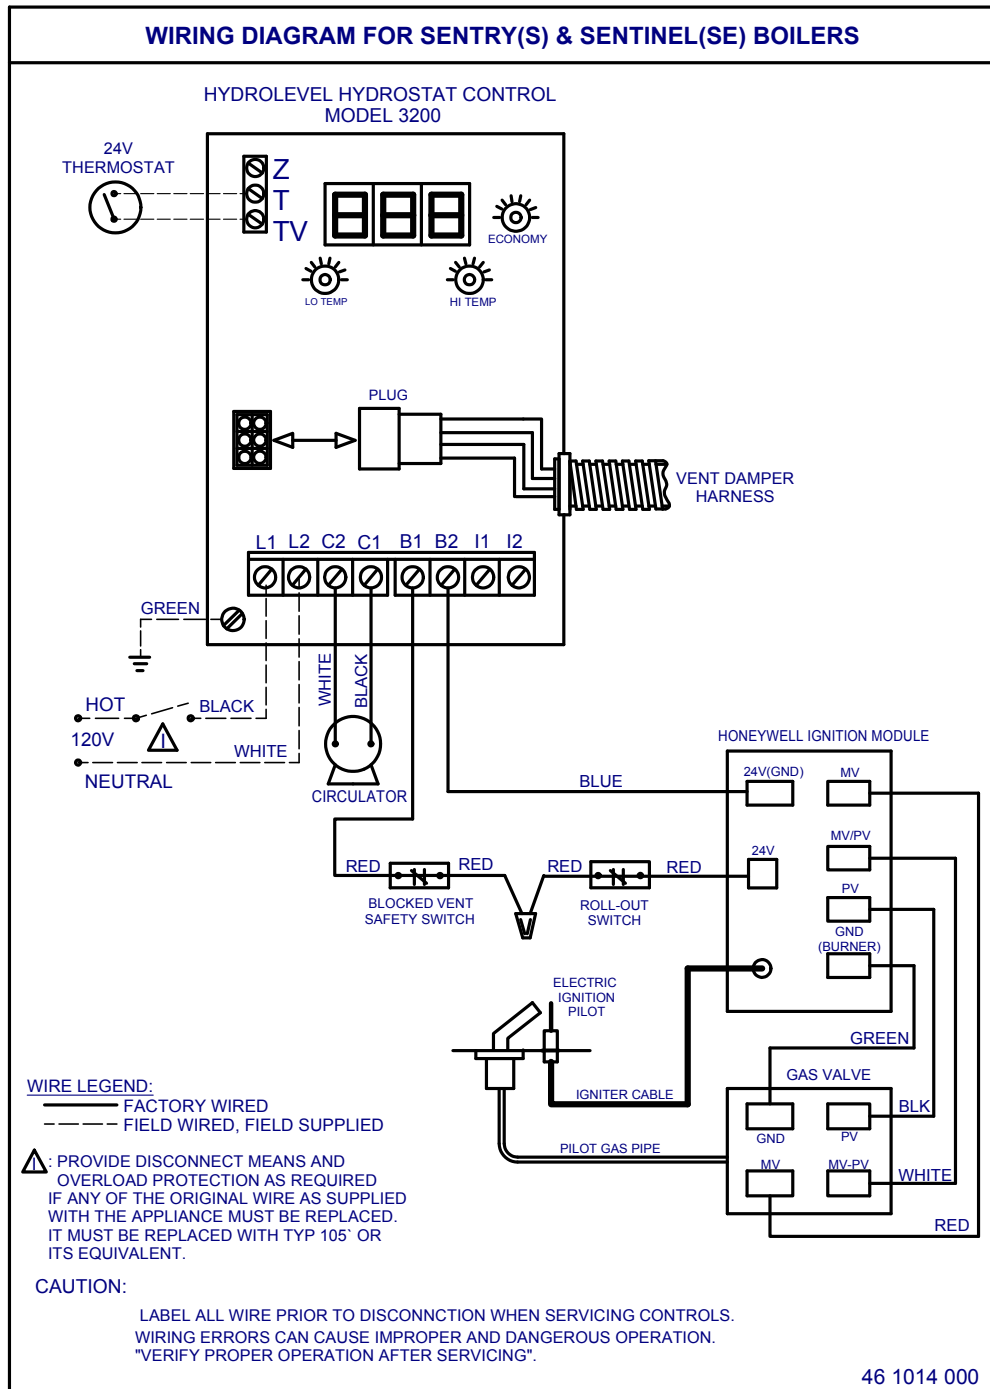 WIRING DIAGRAM FOR SENTRY(S) & SENTINEL(SE) BOILERS
HYDROLEVEL HYDROSTAT CONTROL
MODEL 3200
24V
THERMOSTAT
Z
T
TV
ECONOMY
LO TEMP
HI TEMP
PLUG
VENT DAMPER
HARNESS
L1 L2 C2 C1 B1 B2 I1 I2
GREEN
WHITE
BLACK
HOT
BLACK
120V
WHITE
NEUTRAL
CIRCULATOR
BLUE
HONEYWELL IGNITION MODULE
24V(GND)
MV
MV/PV
24V
PV
GND
(BURNER)
RED
RED
RED
RED
BLOCKED VENT
SAFETY SWITCH
ROLL-OUT
SWITCH
ELECTRIC
IGNITION
PILOT
GREEN
IGNITER CABLE
GAS VALVE
BLK
GND
PV
PILOT GAS PIPE
MV
MV-PV
WHITE
RED
WIRE LEGEND:
FACTORY WIRED
FIELD WIRED, FIELD SUPPLIED
: PROVIDE DISCONNECT MEANS AND
OVERLOAD PROTECTION AS REQUIRED
IF ANY OF THE ORIGINAL WIRE AS SUPPLIED
WITH THE APPLIANCE MUST BE REPLACED.
IT MUST BE REPLACED WITH TYP 105` OR
ITS EQUIVALENT.
CAUTION:
LABEL ALL WIRE PRIOR TO DISCONNCTION WHEN SERVICING CONTROLS.
WIRING ERRORS CAN CAUSE IMPROPER AND DANGEROUS OPERATION.
"VERIFY PROPER OPERATION AFTER SERVICING".
46 1014 000